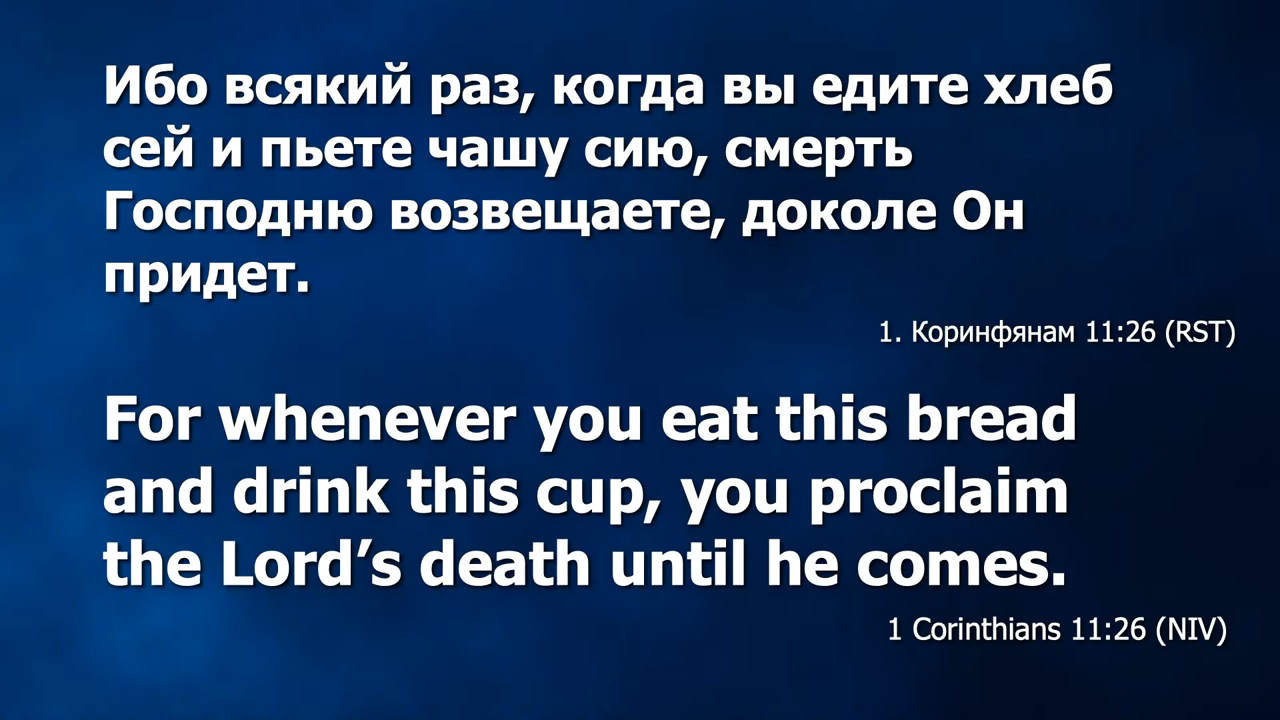 Ибо всякий раз, когда вы едите хлеб
сей и пьете чашу сию, смерть
Господню возвещаете, доколе Он
придет.
1. Коринфянам 11:26 (RST)
For whenever you eat this bread
and drink this cup, you proclaim
the Lord’s death until he comes.
1 Corinthians 11:26 (NIV)